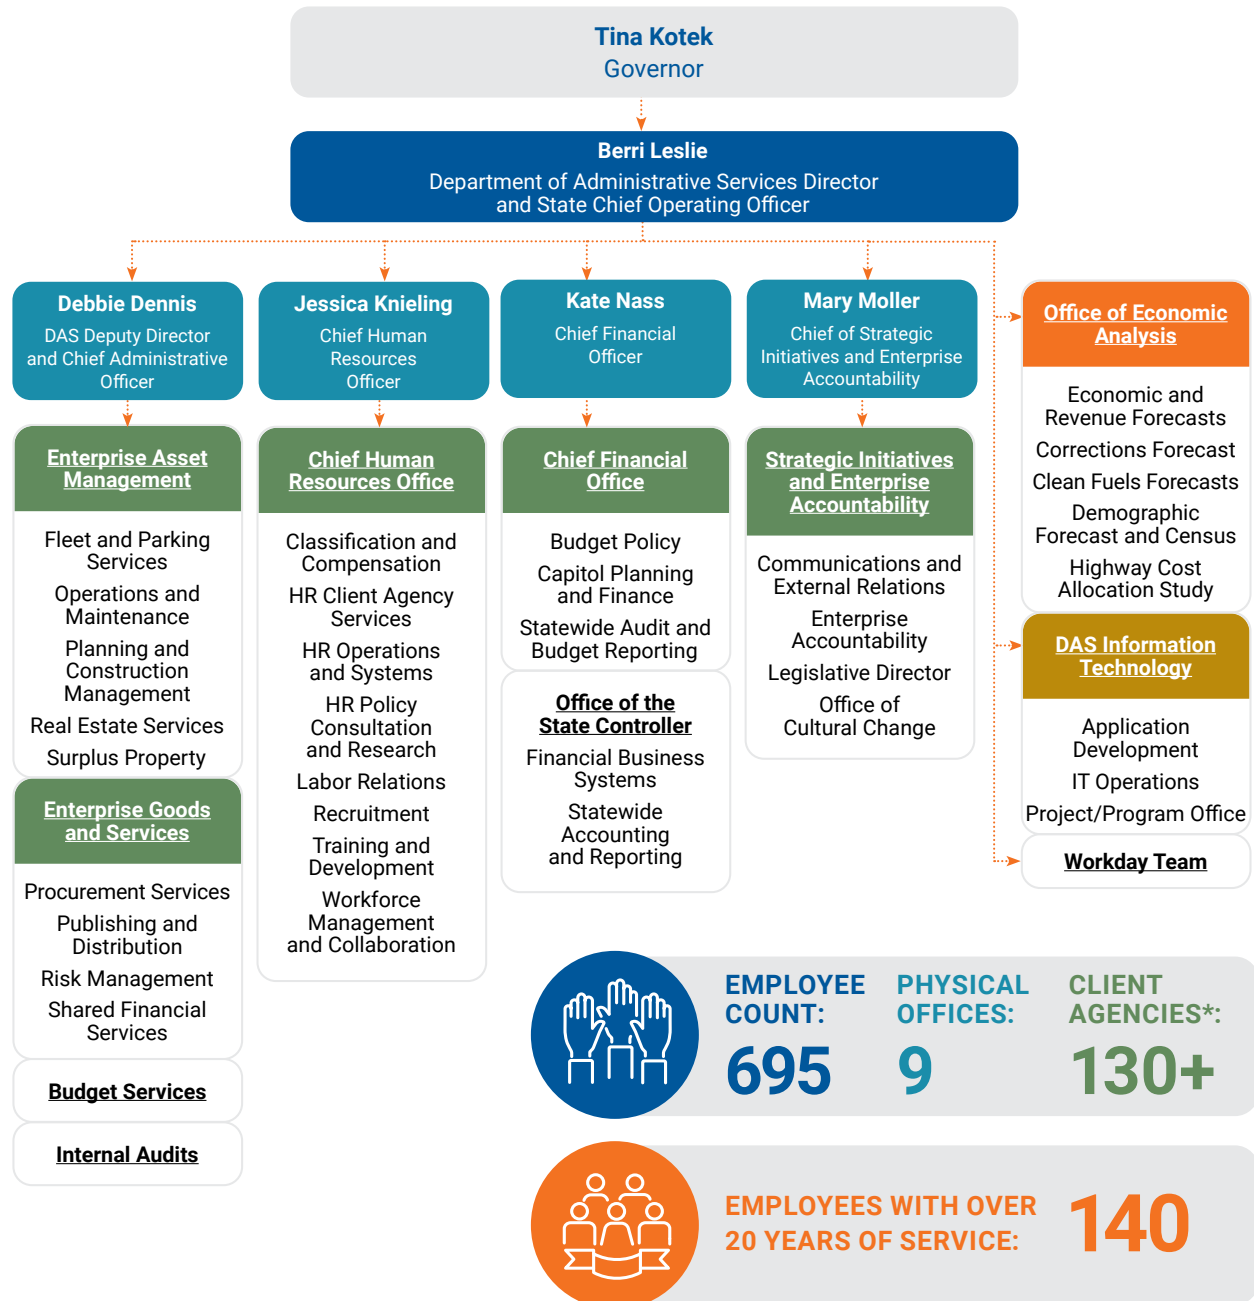 Tina Kotek
Governor
Berri Leslie
Department of Administrative Services Director
and State Chief Operating Officer
Debbie Dennis
DAS Deputy Director
and Chief Administrative
Officer
Jessica Knieling
Chief Human
Resources
Officer
Kate Nass
Chief Financial
Officer
Mary Moller
Chief of Strategic
Initiatives and Enterprise
Accountability
Enterprise Asset
Management
Fleet and Parking
Services
Operations and
Maintenance
Planning and
Construction
Management
Real Estate Services
Surplus Property
Enterprise Goods
and Services
Procurement Services
Publishing and
Distribution
Risk Management
Shared Financial
Services
Budget Services
Internal Audits
Chief Human
Resources Office
Classification and
Compensation
HR Client Agency
Services
HR Operations
and Systems
HR Policy
Consultation
and Research
Labor Relations
Recruitment
Training and
Development
Workforce
Management
and Collaboration
Chief Financial
Office
Budget Policy
Capitol Planning
and Finance
Statewide Audit and
Budget Reporting
Office of the
State Controller
Financial Business
Systems
Statewide
Accounting
and Reporting
Strategic Initiatives
and Enterprise
Accountability
Communications and
External Relations
Enterprise
Accountability
Legislative Director
Office of
Cultural Change
Office of Economic
Analysis
Economic and
Revenue Forecasts
Corrections Forecast
Clean Fuels Forecasts
Demographic
Forecast and Census
Highway Cost
Allocation Study
DAS Information
Technology
Application
Development
IT Operations
Project/Program Office
Workday Team
EMPLOYEE
COUNT:
695
PHYSICAL
OFFICES:
9
CLIENT
AGENCIES*:
130+
EMPLOYEES WITH OVER
20 YEARS OF SERVICE:
140